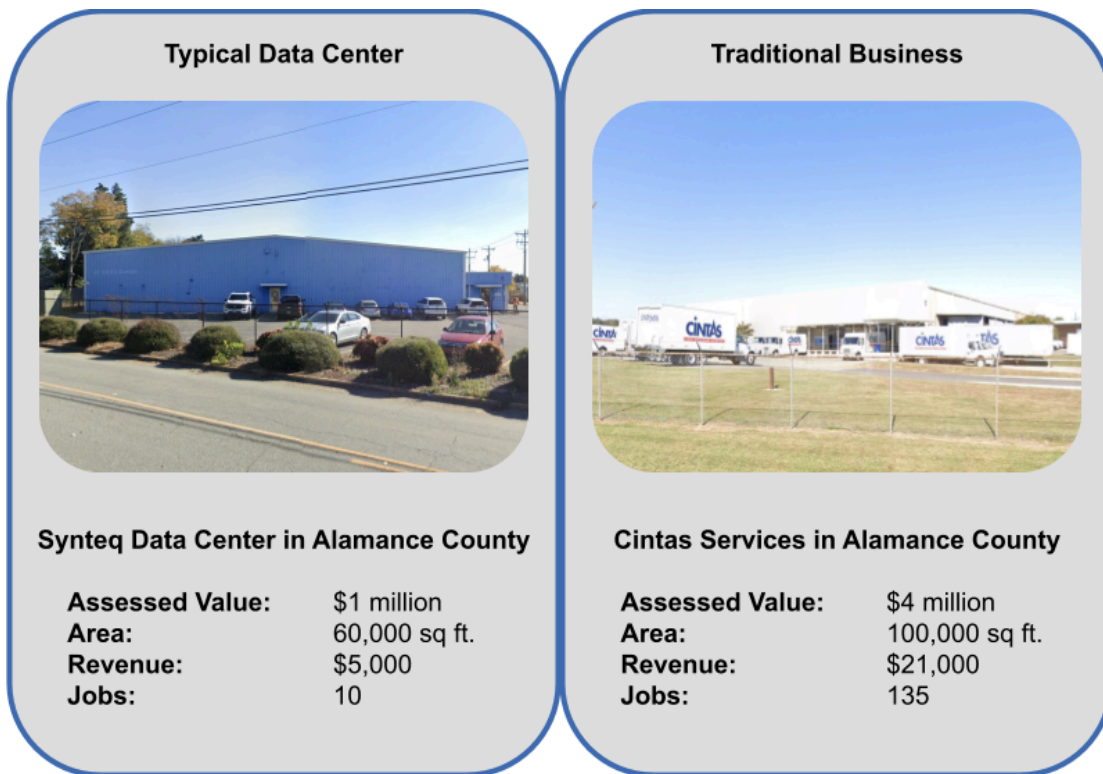 Typical Data Center
Synteq Data Center in Alamance County
Assessed Value: $1 million
Area: 60,000 sq ft.
Revenue: $5,000
Jobs: 10
Traditional Business
CINTAS
CINTAS
CINTAS
Cintas Services in Alamance County
Assessed Value: $4 million
Area: 100,000 sq ft.
Revenue: $21,000
Jobs: 135